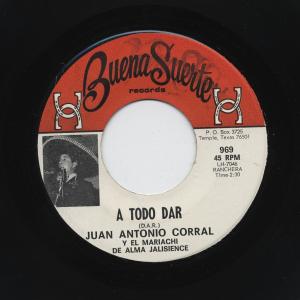 Buena Suerte
records
P. O. Box 3725
Temple, Texas 76501
969
45 RPM
LH-7046
RANCHERA
Time-2:30
A TODO DAR
(D.A.R.)
JUAN ANTONIO CORRAL
Y EL MARIACHI
DE ALMA JALISIENCE